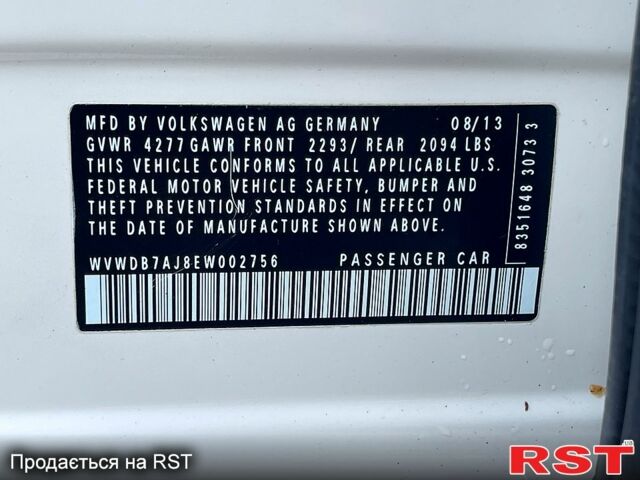 MFD BY VOLKSWAGEN AG GERMANY 08/13
GVWR 4277 GAWR FRONT 2293/ REAR 2094 LBS
THIS VEHICLE CONFORMS TO ALL APPLICABLE U.S.
FEDERAL MOTOR VEHICLE SAFETY, BUMPER AND
THEFT PREVENTION STANDARDS IN EFFECT ON
THE DATE OF MANUFACTURE SHOWN ABOVE.
WVWDB7AJ8EW002756 PASSENGER CAR
8351648 3073 3
Продається на RST
RST